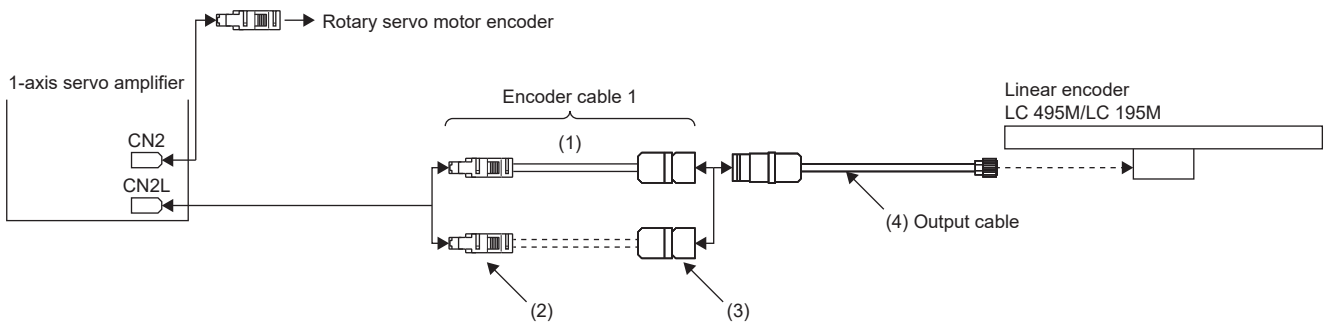 Rotary servo motor encoder
1-axis servo amplifier
Encoder cable 1
Linear encoder
LC 495M/LC 195M
(1)
CN2
CN2L
(4) Output cable
(2)
(3)